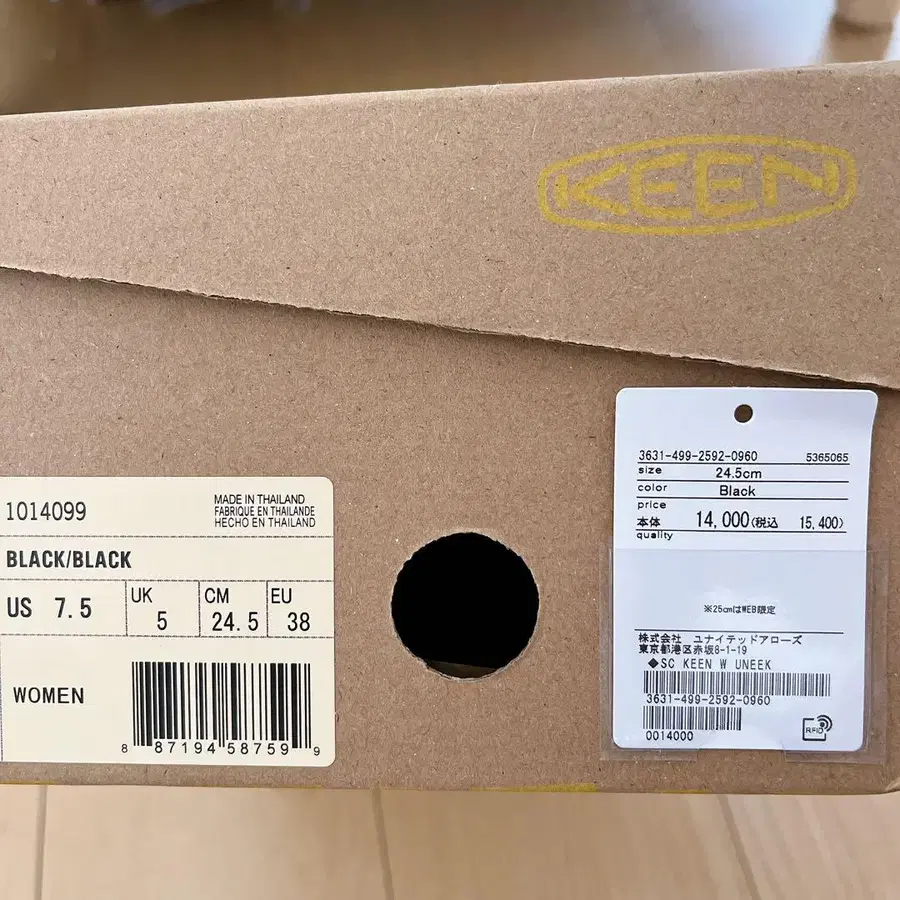 KEEN
1014099
MADE IN THAILAND
FABRIQUE EN THAILANDE
HECHO EN THAILAND
BLACK/BLACK
US 7.5
UK 5
CM 24.5
EU 38
WOMEN
8 87194 58759 9
3631-499-2592-0960 5365065
size 24.5cm
color Black
price
本体 14,000(税込 15,400)
quality
※25cmはWEB限定
株式会社 ユナイテッドアローズ
東京都港区赤坂8-1-19
◆SC KEEN W UNEEK
3631-499-2592-0960
0014000
RFID